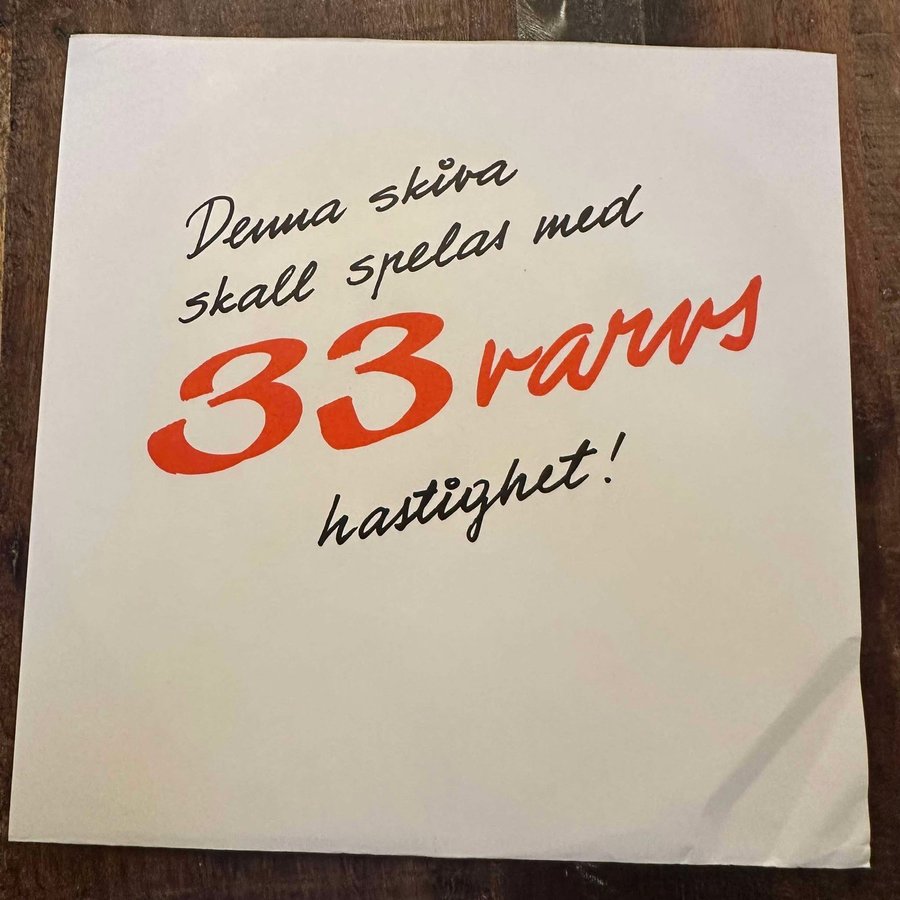 Denna skiva
skall spelas med
33 varvs
hastighet!